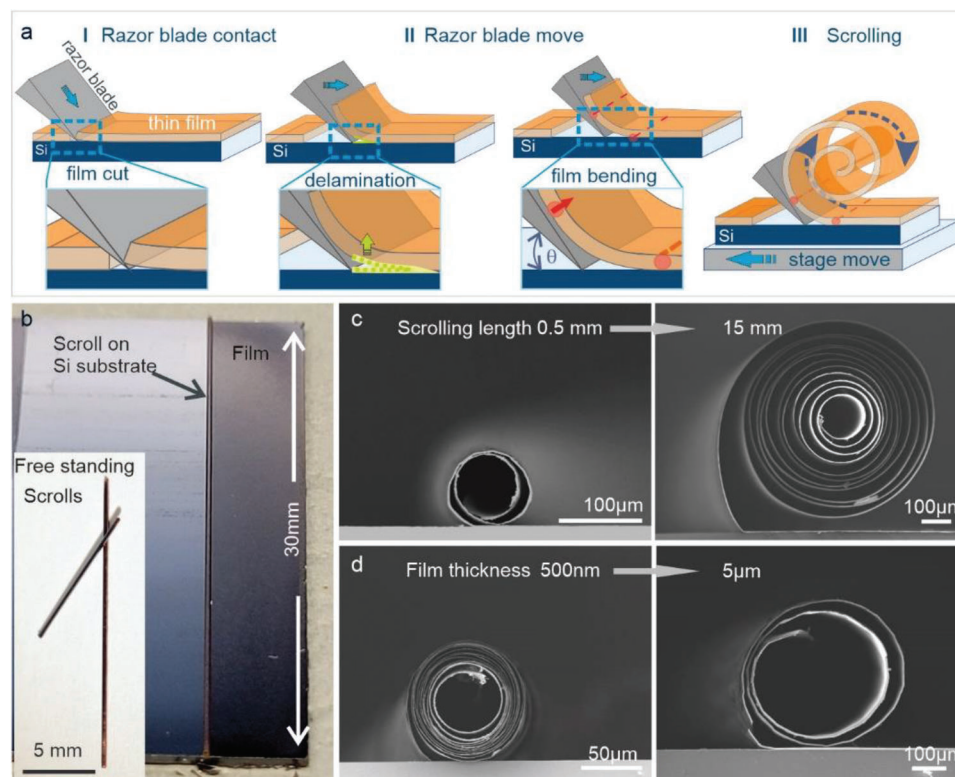 a
I Razor blade contact
II Razor blade move
III Scrolling
razor blade
thin film
Si
film cut
Si
delamination
Si
film bending
θ
Si
stage move
b
Scroll on
Si substrate
Film
30mm
Free standing
Scrolls
5 mm
c
Scrolling length 0.5 mm
15 mm
100µm
100µm
d
Film thickness 500nm
5µm
50µm
100µm